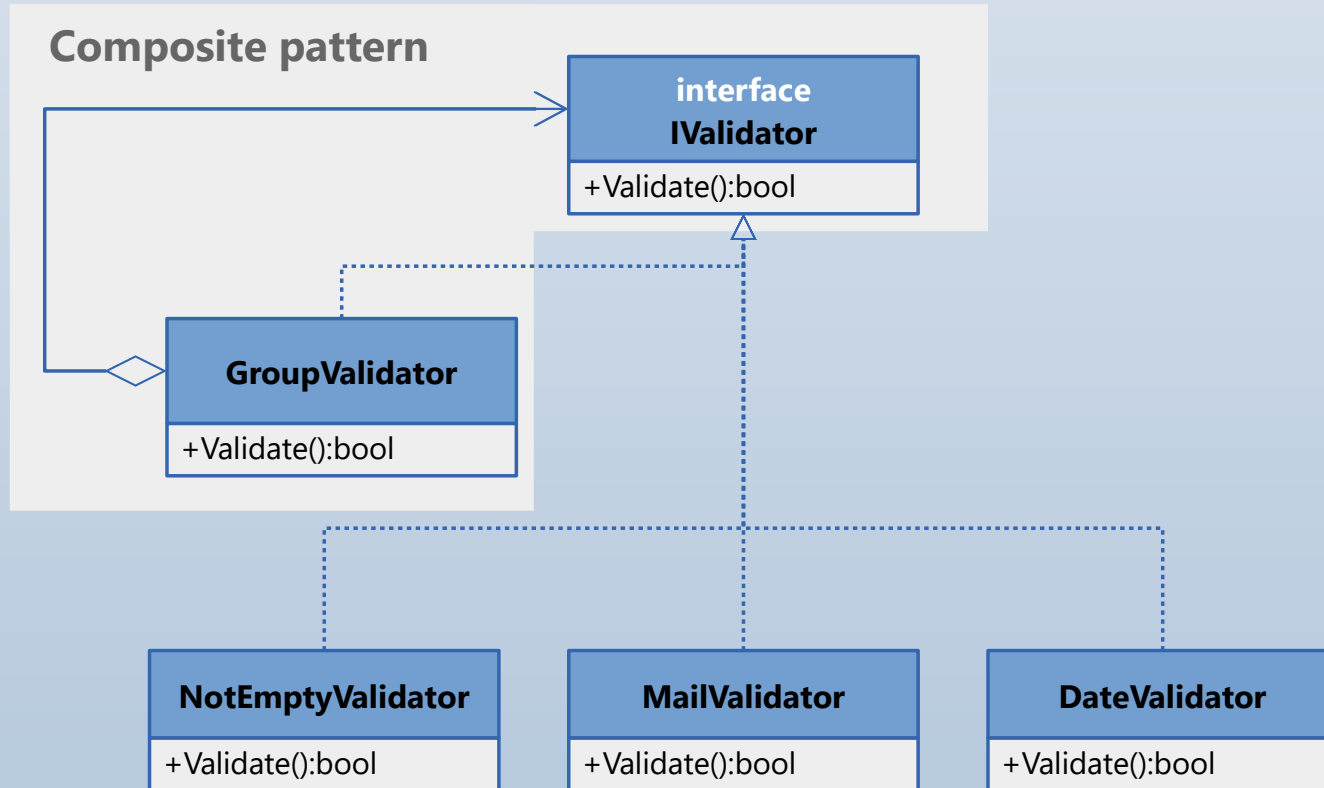 Composite pattern
interface
IValidator
+Validate():bool
GroupValidator
+Validate():bool
NotEmptyValidator
+Validate():bool
MailValidator
+Validate():bool
DateValidator
+Validate():bool